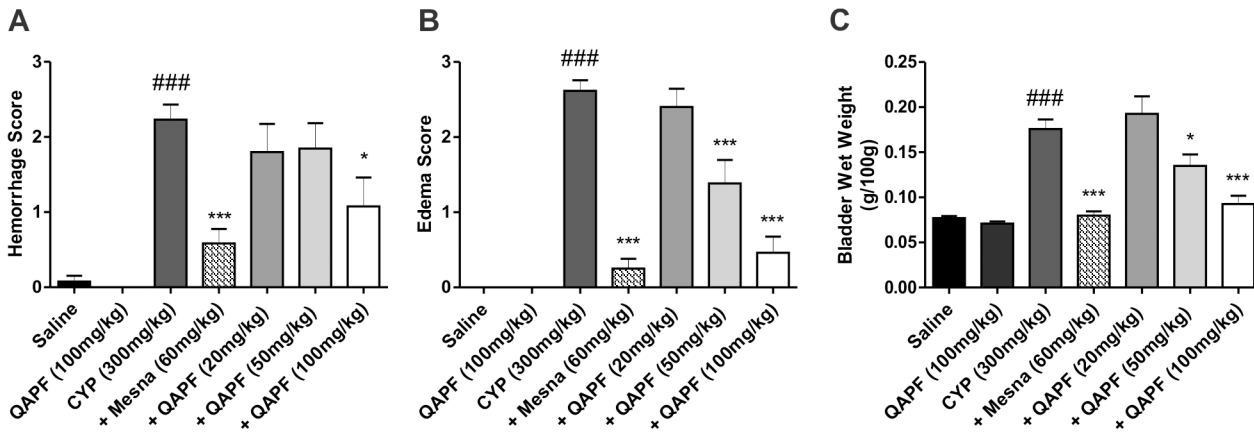 A
Hemorrhage Score
3
2
1
0
###
***
*
Saline
QAPF (100mg/kg)
CYP (300mg/kg)
+ Mesna (60mg/kg)
+ QAPF (20mg/kg)
+ QAPF (50mg/kg)
+ QAPF (100mg/kg)
B
Edema Score
3
2
1
0
###
***
***
***
Saline
QAPF (100mg/kg)
CYP (300mg/kg)
+ Mesna (60mg/kg)
+ QAPF (20mg/kg)
+ QAPF (50mg/kg)
+ QAPF (100mg/kg)
C
Bladder Wet Weight
(g/100g)
0.25
0.20
0.15
0.10
0.05
0.00
###
***
*
***
Saline
QAPF (100mg/kg)
CYP (300mg/kg)
+ Mesna (60mg/kg)
+ QAPF (20mg/kg)
+ QAPF (50mg/kg)
+ QAPF (100mg/kg)